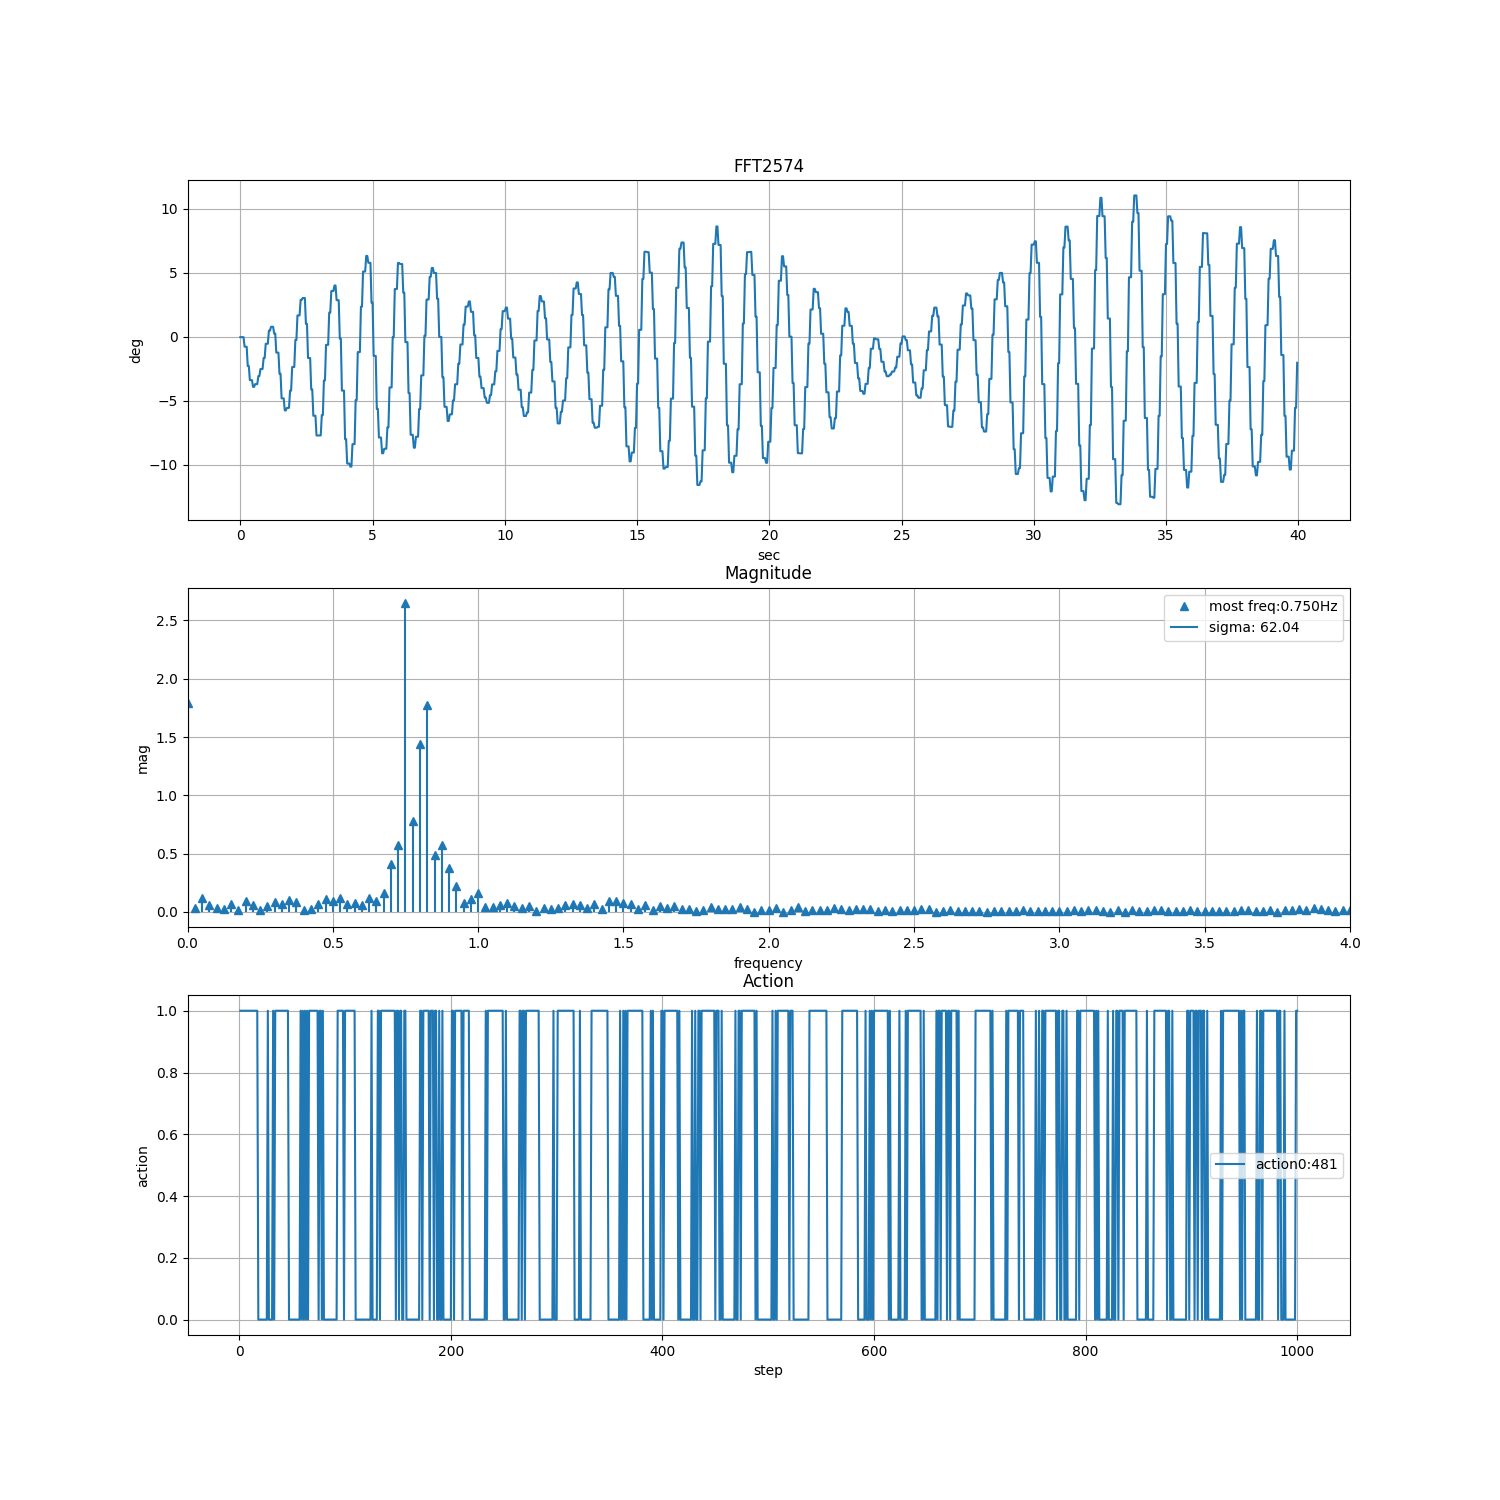 FFT2574
10
5
0
−5
−10
deg
0 5 10 15 20 25 30 35 40
sec
Magnitude
most freq:0.750Hz
sigma: 62.04
2.5
2.0
1.5
1.0
0.5
0.0
mag
0.0 0.5 1.0 1.5 2.0 2.5 3.0 3.5 4.0
frequency
Action
1.0
0.8
0.6
0.4
0.2
0.0
action
action0:481
0 200 400 600 800 1000
step